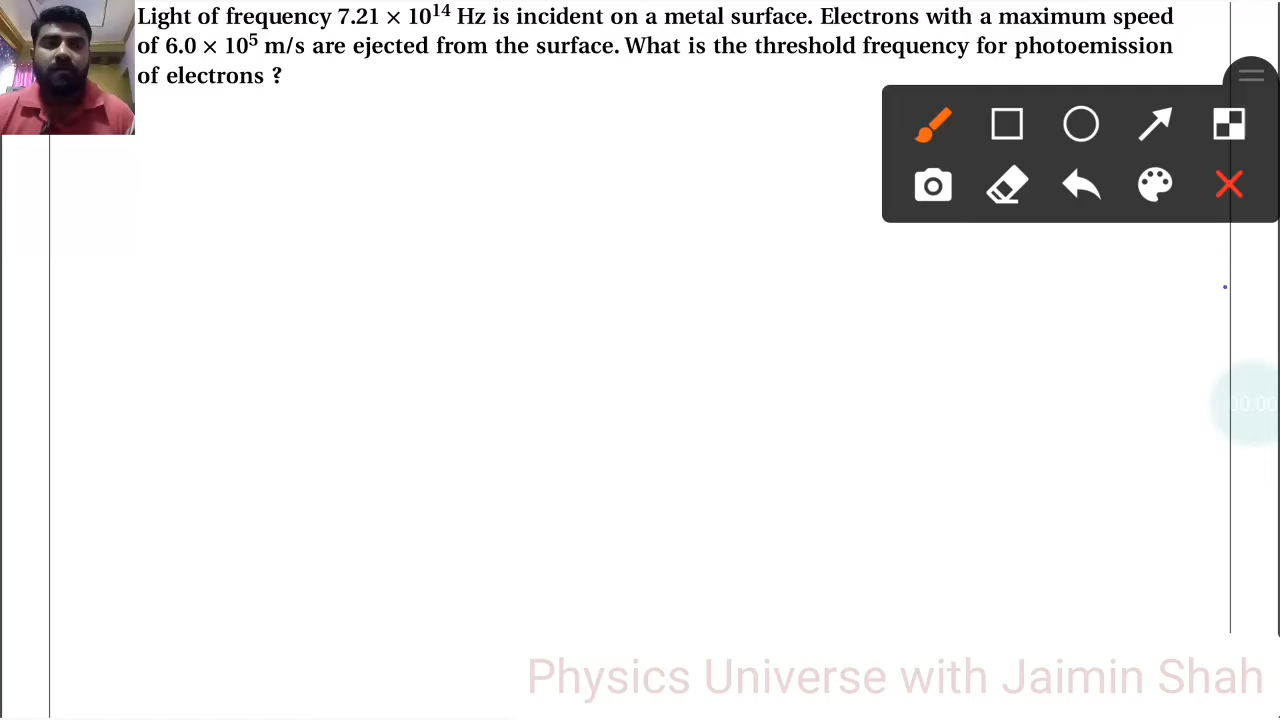 Light of frequency 7.21 × 10¹⁴ Hz is incident on a metal surface. Electrons with a maximum speed
of 6.0 × 10⁵ m/s are ejected from the surface. What is the threshold frequency for photoemission
of electrons ?
00:00
Physics Universe with Jaimin Shah